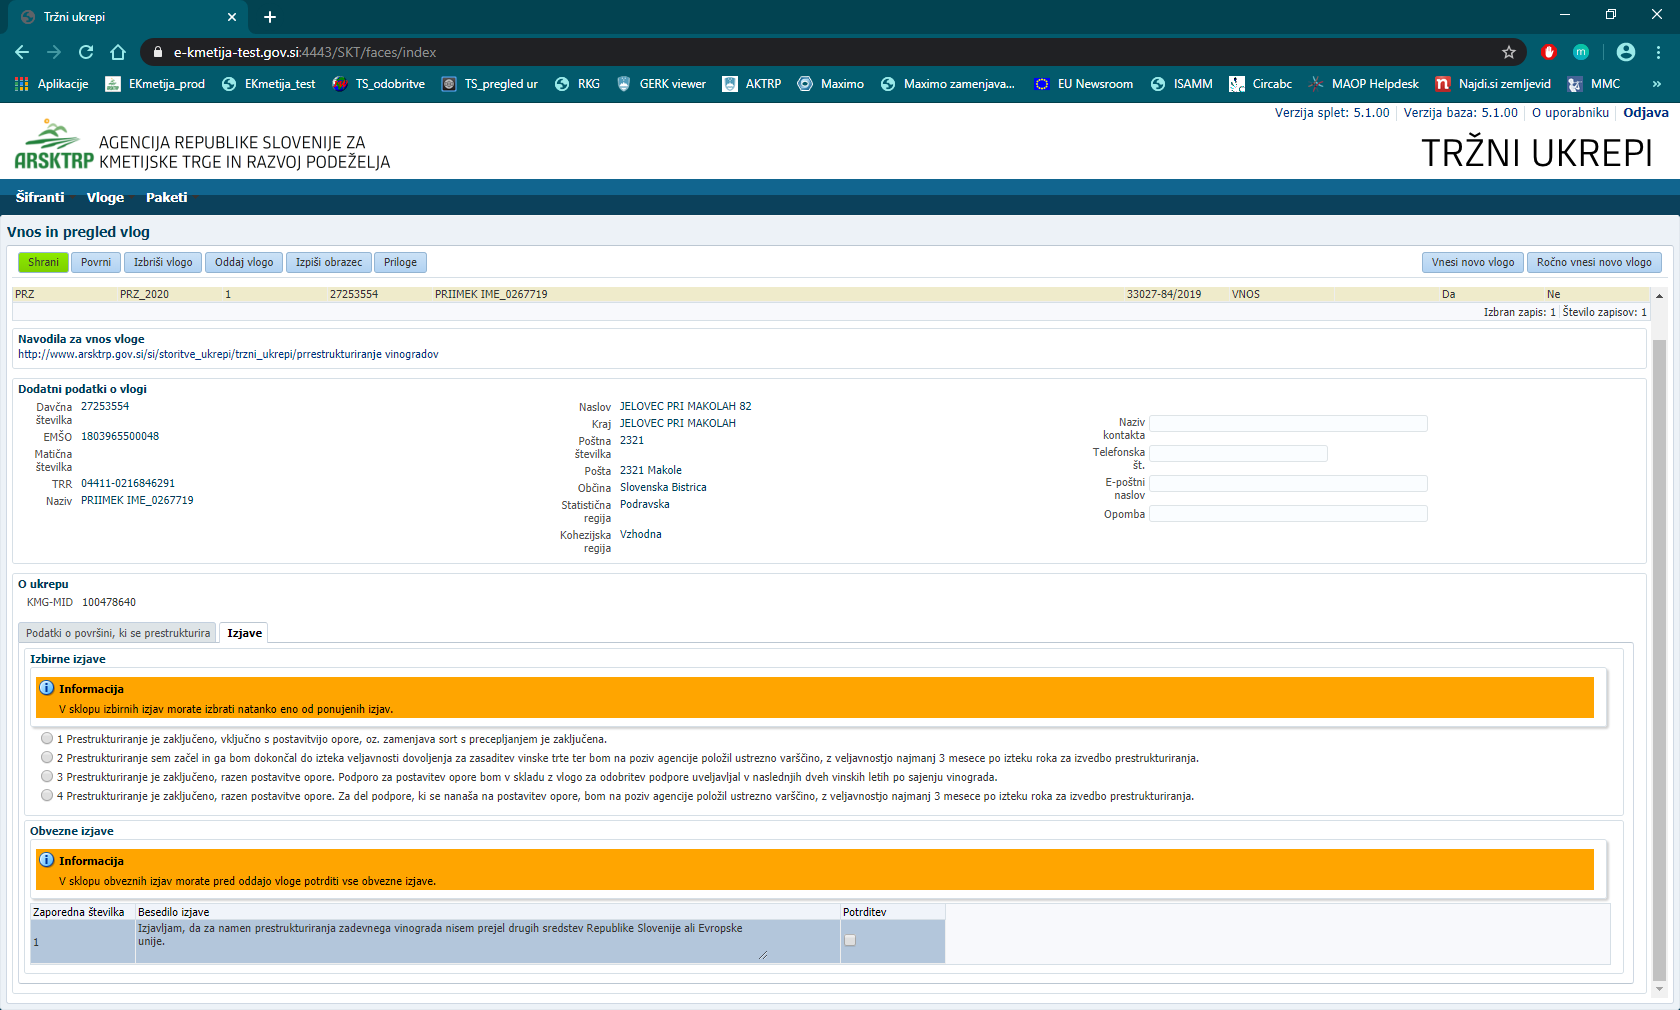 Tržni ukrepi
e-kmetija-test.gov.si:4443/SKT/faces/index
Aplikacije EKmetija_prod EKmetija_test TS_odobritve TS_pregled ur RKG GERK viewer AKTRP Maximo Maximo zamenjava... EU Newsroom ISAMM Circabc MAOP Helpdesk Najdi.si zemljevid MMC »
Verzija splet: 5.1.00 Verzija baza: 5.1.00 O uporabniku Odjava
ARSKTRP
AGENCIJA REPUBLIKE SLOVENIJE ZA
KMETIJSKE TRGE IN RAZVOJ PODEŽELJA
TRŽNI UKREPI
Šifranti Vloge Paketi
Vnos in pregled vlog
Shrani Povrni Izbriši vlogo Oddaj vlogo Izpiši obrazec Priloge Vnesi novo vlogo Ročno vnesi novo vlogo
PRZ PRZ_2020 1 27253554 PRIIMEK IME_0267719 33027-84/2019 VNOS Da Ne
Izbran zapis: 1 Število zapisov: 1
Navodila za vnos vloge
http://www.arsktrp.gov.si/si/storitve_ukrepi/trzni_ukrepi/prrestrukturiranje vinogradov
Dodatni podatki o vlogi
Davčna številka 27253554
EMŠO 1803965500048
Matična številka
TRR 04411-0216846291
Naziv PRIIMEK IME_0267719
Naslov JELOVEC PRI MAKOLAH 82
Kraj JELOVEC PRI MAKOLAH
Poštna številka 2321
Pošta 2321 Makole
Občina Slovenska Bistrica
Statistična regija Podravska
Kohezijska regija Vzhodna
Naziv kontakta
Telefonska št.
E-poštni naslov
Opomba
O ukrepu
KMG-MID 100478640
Podatki o površini, ki se prestrukturira Izjave
Izbirne izjave
i Informacija
V sklopu izbirnih izjav morate izbrati natanko eno od ponujenih izjav.
1 Prestrukturiranje je zaključeno, vključno s postavitvijo opore, oz. zamenjava sort s precepljanjem je zaključena.
2 Prestrukturiranje sem začel in ga bom dokončal do izteka veljavnosti dovoljenja za zasaditev vinske trte ter bom na poziv agencije položil ustrezno varščino, z veljavnostjo najmanj 3 mesece po izteku roka za izvedbo prestrukturiranja.
3 Prestrukturiranje je zaključeno, razen postavitve opore. Podporo za postavitev opore bom v skladu z vlogo za odobritev podpore uveljavljal v naslednjih dveh vinskih letih po sajenju vinograda.
4 Prestrukturiranje je zaključeno, razen postavitve opore. Za del podpore, ki se nanaša na postavitev opore, bom na poziv agencije položil ustrezno varščino, z veljavnostjo najmanj 3 mesece po izteku roka za izvedbo prestrukturiranja.
Obvezne izjave
i Informacija
V sklopu obveznih izjav morate pred oddajo vloge potrditi vse obvezne izjave.
Zaporedna številka Besedilo izjave Potrditev
1 Izjavljam, da za namen prestrukturiranja zadevnega vinograda nisem prejel drugih sredstev Republike Slovenije ali Evropske
unije.